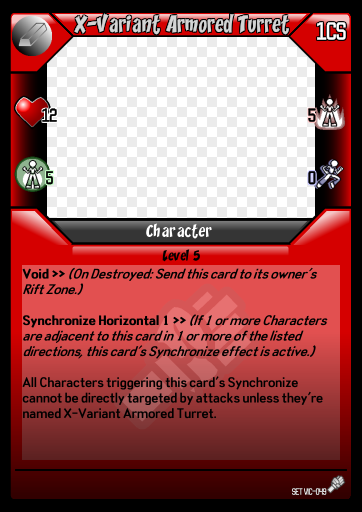 X-Variant Armored Turret
1CS
12
5
5
0
Character
Level 5
Void >> (On Destroyed: Send this card to its owner's
Rift Zone.)
Synchronize Horizontal 1 >> (If 1 or more Characters
are adjacent to this card in 1 or more of the listed
directions, this card's Synchronize effect is active.)
All Characters triggering this card's Synchronize
cannot be directly targeted by attacks unless they're
named X-Variant Armored Turret.
SET VIC-049